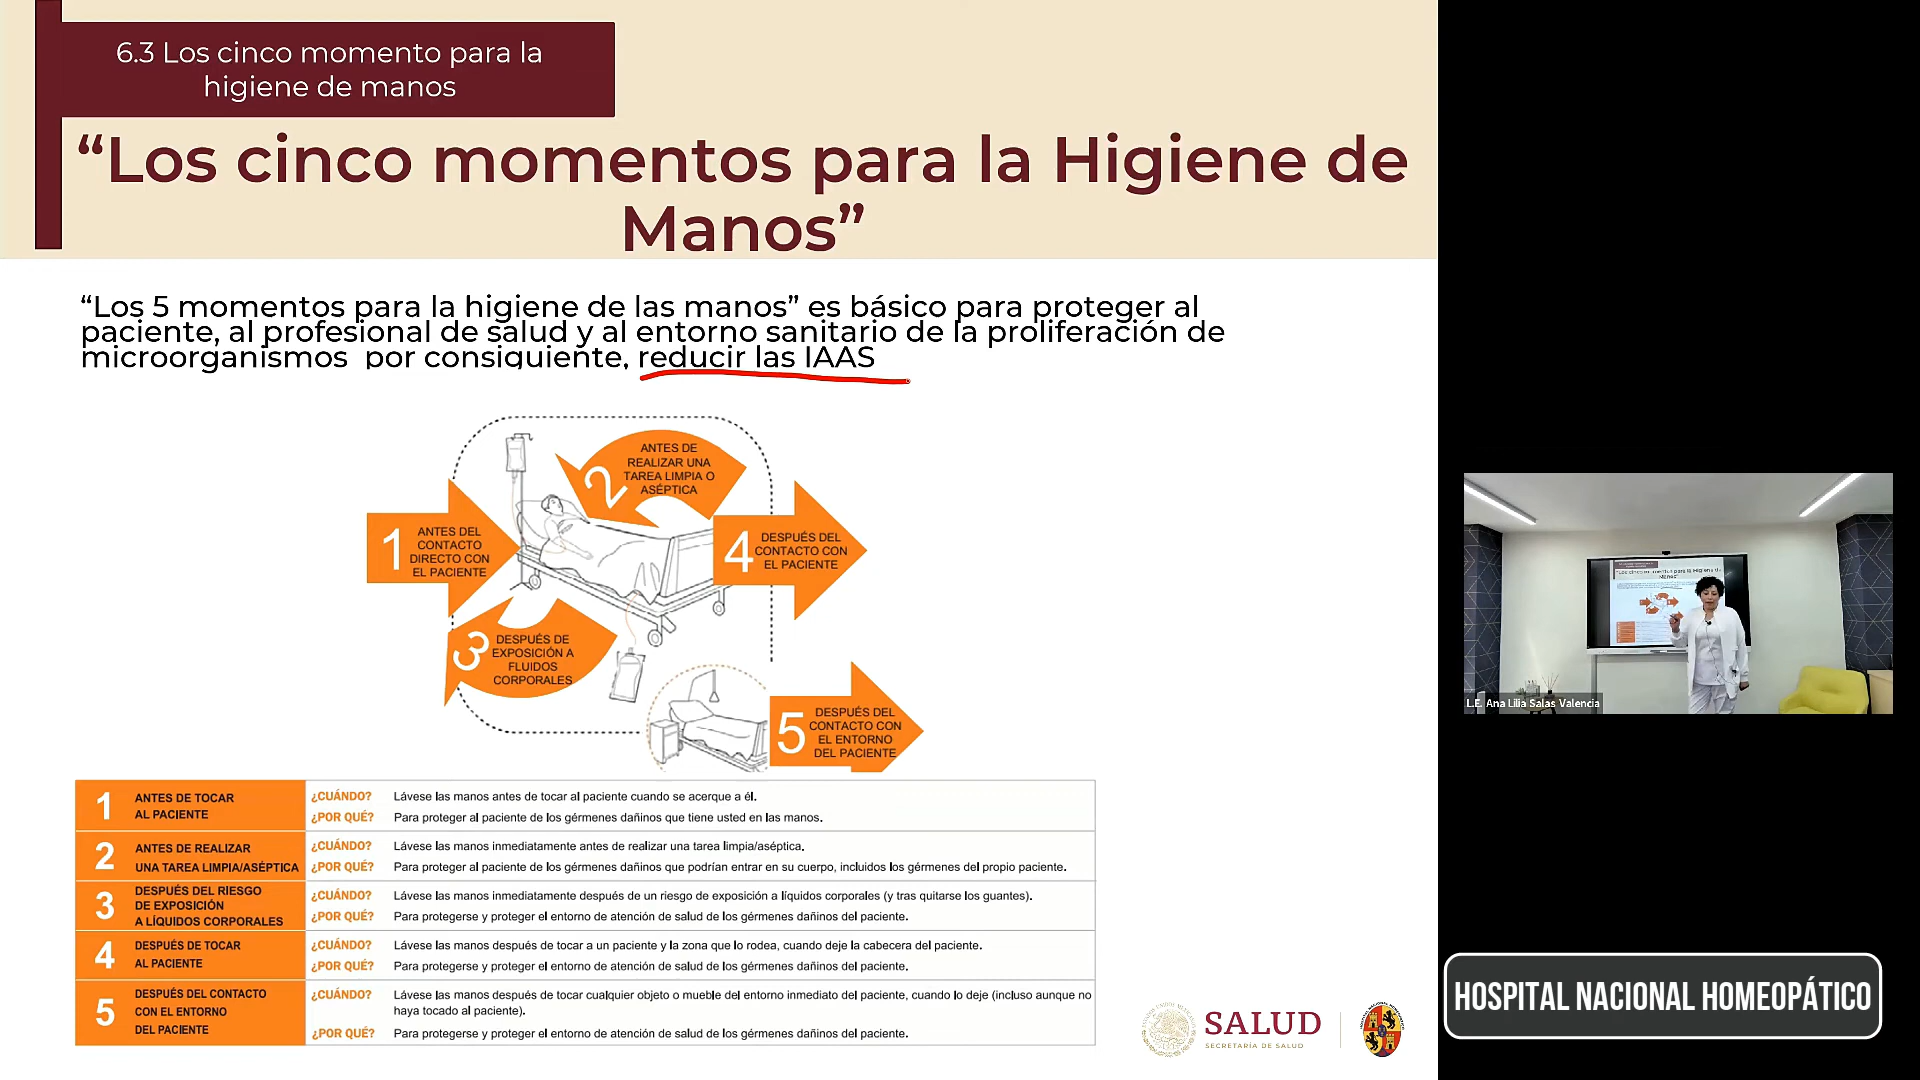 6.3 Los cinco momento para la
higiene de manos
“Los cinco momentos para la Higiene de
Manos”
“Los 5 momentos para la higiene de las manos” es básico para proteger al
paciente, al profesional de salud y al entorno sanitario de la proliferación de
microorganismos por consiguiente, reducir las IAAS
1 ANTES DEL
CONTACTO
DIRECTO CON
EL PACIENTE
2 ANTES DE
REALIZAR UNA
TAREA LIMPIA O
ASÉPTICA
3 DESPUÉS DE
EXPOSICIÓN A
FLUIDOS
CORPORALES
4 DESPUÉS DEL
CONTACTO CON
EL PACIENTE
5 DESPUÉS DEL
CONTACTO CON
EL ENTORNO
DEL PACIENTE
1 ANTES DE TOCAR
AL PACIENTE
¿CUÁNDO? Lávese las manos antes de tocar al paciente cuando se acerque a él.
¿POR QUÉ? Para proteger al paciente de los gérmenes dañinos que tiene usted en las manos.
2 ANTES DE REALIZAR
UNA TAREA LIMPIA/ASÉPTICA
¿CUÁNDO? Lávese las manos inmediatamente antes de realizar una tarea limpia/aséptica.
¿POR QUÉ? Para proteger al paciente de los gérmenes dañinos que podrían entrar en su cuerpo, incluidos los gérmenes del propio paciente.
3 DESPUÉS DEL RIESGO
DE EXPOSICIÓN
A LÍQUIDOS CORPORALES
¿CUÁNDO? Lávese las manos inmediatamente después de un riesgo de exposición a líquidos corporales (y tras quitarse los guantes).
¿POR QUÉ? Para protegerse y proteger el entorno de atención de salud de los gérmenes dañinos del paciente.
4 DESPUÉS DE TOCAR
AL PACIENTE
¿CUÁNDO? Lávese las manos después de tocar a un paciente y la zona que lo rodea, cuando deje la cabecera del paciente.
¿POR QUÉ? Para protegerse y proteger el entorno de atención de salud de los gérmenes dañinos del paciente.
5 DESPUÉS DEL CONTACTO
CON EL ENTORNO
DEL PACIENTE
¿CUÁNDO? Lávese las manos después de tocar cualquier objeto o mueble del entorno inmediato del paciente, cuando lo deje (incluso aunque no
haya tocado al paciente).
¿POR QUÉ? Para protegerse y proteger el entorno de atención de salud de los gérmenes dañinos del paciente.
SALUD
SECRETARÍA DE SALUD
“Los cinco momentos para la Higiene de
Manos”
L.E. Ana Lilia Salas Valencia
HOSPITAL NACIONAL HOMEOPÁTICO